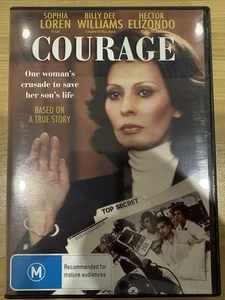 SOPHIA BILLY DEE HECTOR
LOREN WILLIAMS ELIZONDO
COURAGE
One woman's
crusade to save
her son's life
BASED ON
A TRUE STORY
TOP SECRET
M
Recommended for
mature audiences